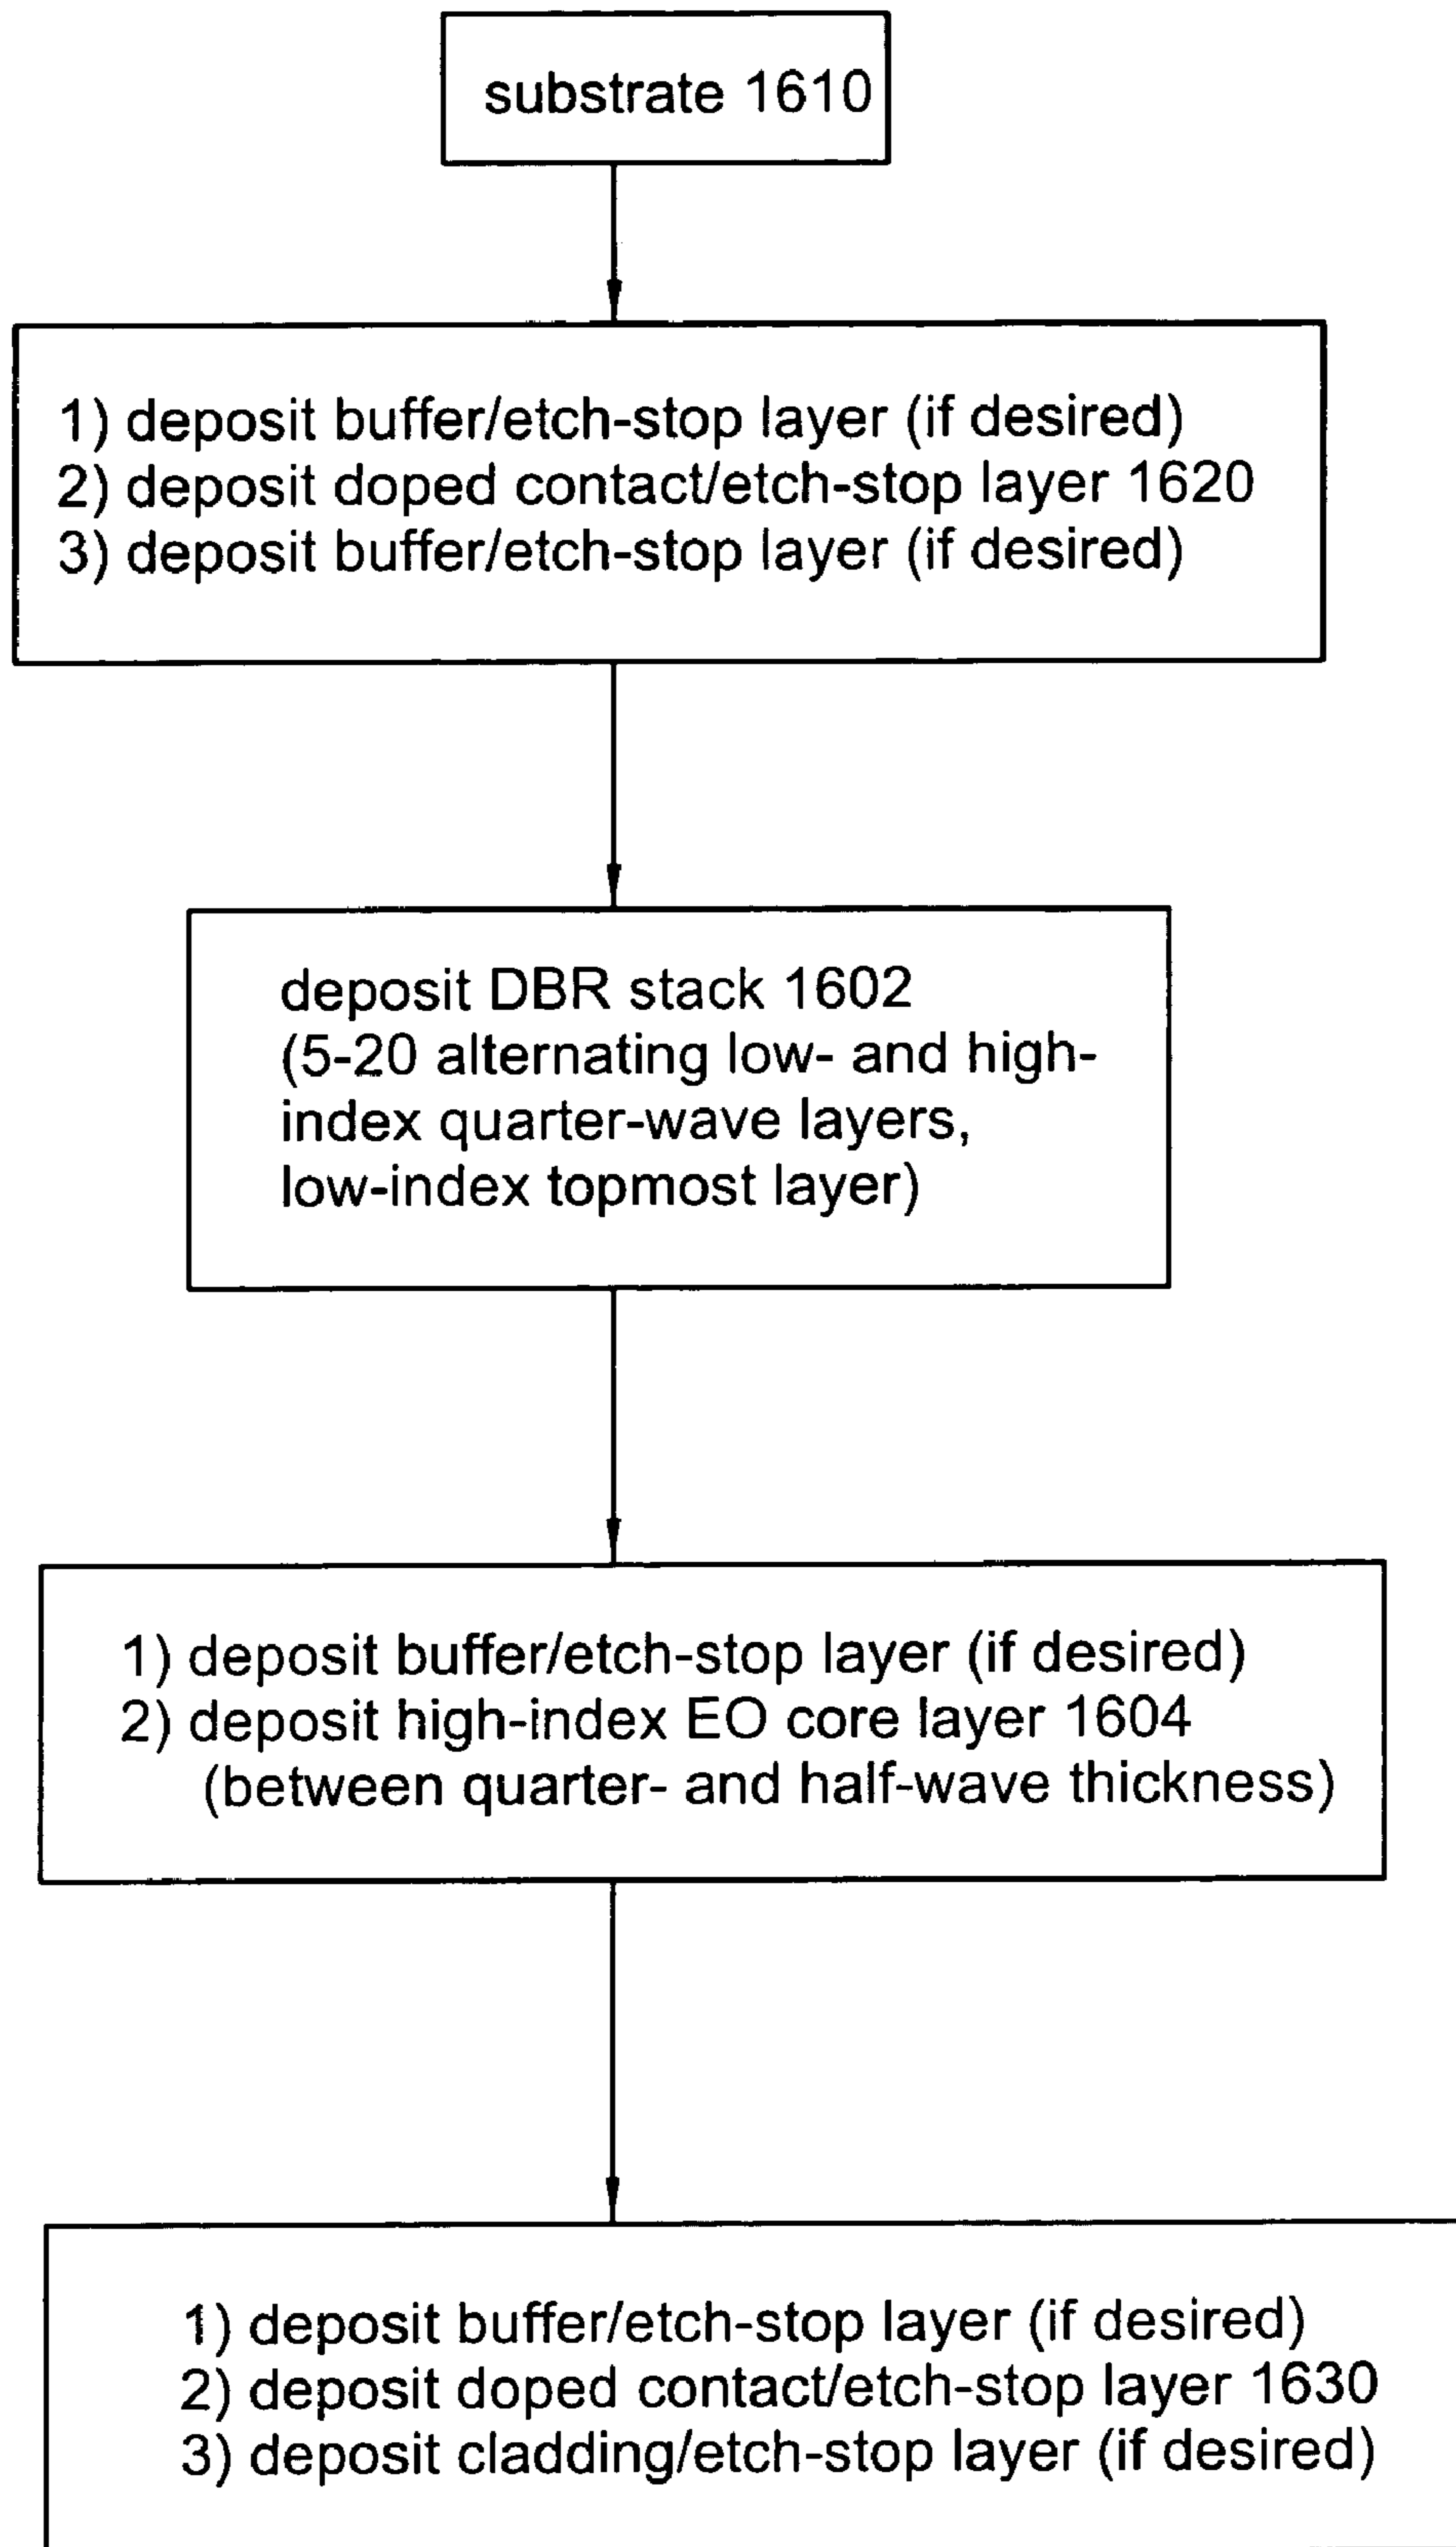 substrate 1610
1) deposit buffer/etch-stop layer (if desired)
2) deposit doped contact/etch-stop layer 1620
3) deposit buffer/etch-stop layer (if desired)
deposit DBR stack 1602
(5-20 alternating low- and high-
index quarter-wave layers,
low-index topmost layer)
1) deposit buffer/etch-stop layer (if desired)
2) deposit high-index EO core layer 1604
(between quarter- and half-wave thickness)
1) deposit buffer/etch-stop layer (if desired)
2) deposit doped contact/etch-stop layer 1630
3) deposit cladding/etch-stop layer (if desired)